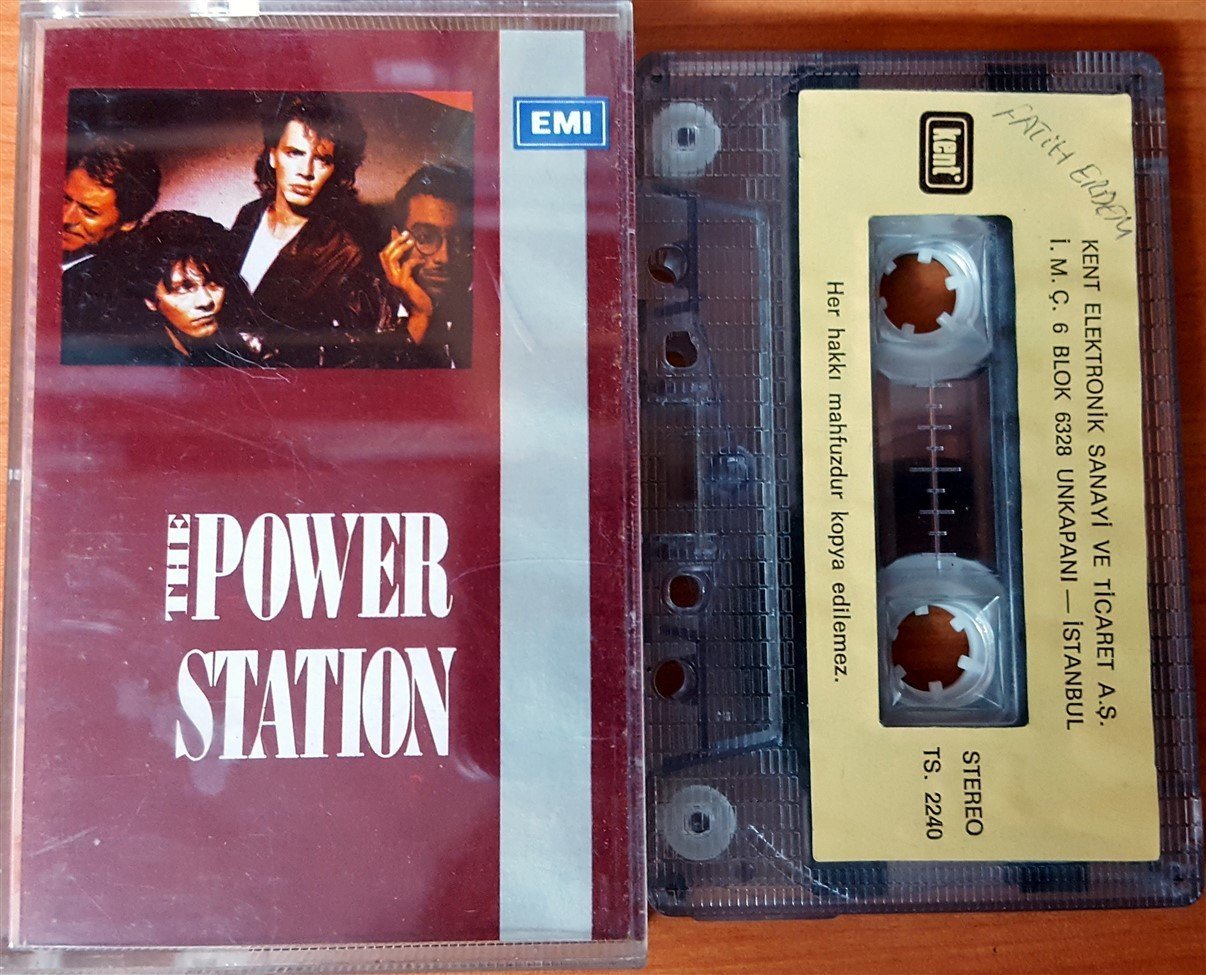 EMI
THE POWER
STATION
kent
FATİH ERDEM
KENT ELEKTRONİK SANAYİ VE TİCARET A.Ş.
İ. M. Ç. 6 BLOK 6328 UNKAPANI — İSTANBUL
Her hakkı mahfuzdur kopya edilemez.
STEREO
TS. 2240